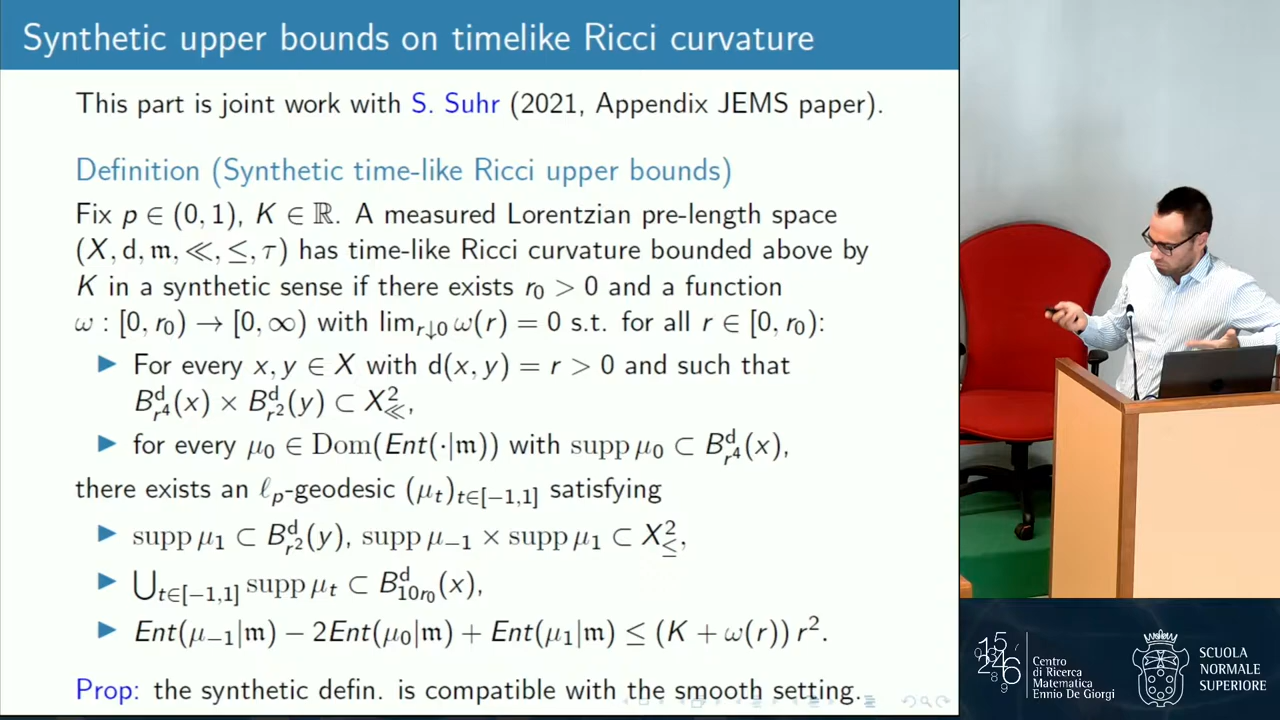 Synthetic upper bounds on timelike Ricci curvature
This part is joint work with S. Suhr (2021, Appendix JEMS paper).
Definition (Synthetic time-like Ricci upper bounds)
Fix p ∈ (0, 1), K ∈ ℝ. A measured Lorentzian pre-length space
(X, d, 𝔪, ≪, ≤, τ) has time-like Ricci curvature bounded above by
K in a synthetic sense if there exists r₀ > 0 and a function
ω : [0, r₀) → [0, ∞) with lim_{r↓0} ω(r) = 0 s.t. for all r ∈ [0, r₀):
▶ For every x, y ∈ X with d(x, y) = r > 0 and such that
B^d_{r⁴}(x) × B^d_{r²}(y) ⊂ X²_≪,
▶ for every μ₀ ∈ Dom(Ent(·|𝔪)) with supp μ₀ ⊂ B^d_{r⁴}(x),
there exists an ℓ_p-geodesic (μ_t)_{t∈[−1,1]} satisfying
▶ supp μ₁ ⊂ B^d_{r²}(y), supp μ₋₁ × supp μ₁ ⊂ X²_≤,
▶ ⋃_{t∈[−1,1]} supp μ_t ⊂ B^d_{10r₀}(x),
▶ Ent(μ₋₁|𝔪) − 2Ent(μ₀|𝔪) + Ent(μ₁|𝔪) ≤ (K + ω(r)) r².
Prop: the synthetic defin. is compatible with the smooth setting.
Centro
di Ricerca
Matematica
Ennio De Giorgi
SCUOLA
NORMALE
SUPERIORE